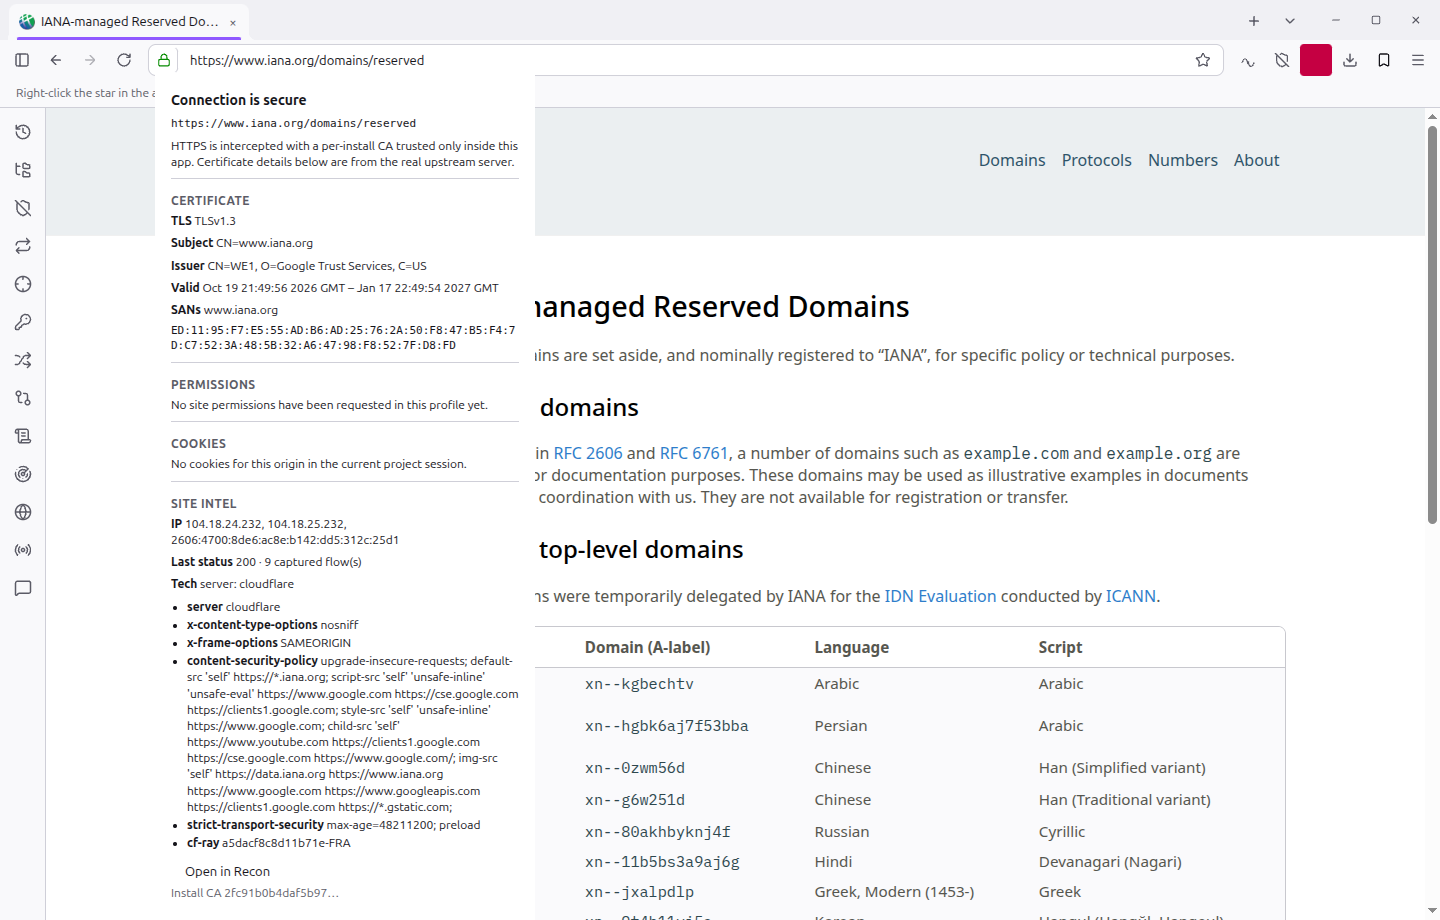 IANA-managed Reserved Do…
https://www.iana.org/domains/reserved
Right-click the star in the a
Connection is secure
https://www.iana.org/domains/reserved
HTTPS is intercepted with a per-install CA trusted only inside this
app. Certificate details below are from the real upstream server.
CERTIFICATE
TLS TLSv1.3
Subject CN=www.iana.org
Issuer CN=WE1, O=Google Trust Services, C=US
Valid Oct 19 21:49:56 2026 GMT – Jan 17 22:49:54 2027 GMT
SANs www.iana.org
ED:11:95:F7:E5:55:AD:B6:AD:25:76:2A:50:F8:47:B5:F4:7
D:C7:52:3A:48:5B:32:A6:47:98:F8:52:7F:D8:FD
PERMISSIONS
No site permissions have been requested in this profile yet.
COOKIES
No cookies for this origin in the current project session.
SITE INTEL
IP 104.18.24.232, 104.18.25.232,
2606:4700:8de6:ac8e:b142:dd5:312c:25d1
Last status 200 · 9 captured flow(s)
Tech server: cloudflare
• server cloudflare
• x-content-type-options nosniff
• x-frame-options SAMEORIGIN
• content-security-policy upgrade-insecure-requests; default-
src 'self' https://*.iana.org; script-src 'self' 'unsafe-inline'
'unsafe-eval' https://www.google.com https://cse.google.com
https://clients1.google.com; style-src 'self' 'unsafe-inline'
https://www.google.com; child-src 'self'
https://www.youtube.com https://clients1.google.com
https://cse.google.com https://www.google.com/; img-src
'self' https://data.iana.org https://www.iana.org
https://www.google.com https://www.googleapis.com
https://clients1.google.com https://*.gstatic.com;
• strict-transport-security max-age=48211200; preload
• cf-ray a5dacf8c8d11b71e-FRA
Open in Recon
Install CA 2fc91b0b4daf5b97…
Domains Protocols Numbers About
managed Reserved Domains
ins are set aside, and nominally registered to “IANA”, for specific policy or technical purposes.
domains
in RFC 2606 and RFC 6761, a number of domains such as example.com and example.org are
or documentation purposes. These domains may be used as illustrative examples in documents
coordination with us. They are not available for registration or transfer.
top-level domains
ns were temporarily delegated by IANA for the IDN Evaluation conducted by ICANN.
Domain (A-label) Language Script
xn--kgbechtv Arabic Arabic
xn--hgbk6aj7f53bba Persian Arabic
xn--0zwm56d Chinese Han (Simplified variant)
xn--g6w251d Chinese Han (Traditional variant)
xn--80akhbyknj4f Russian Cyrillic
xn--11b5bs3a9aj6g Hindi Devanagari (Nagari)
xn--jxalpdlp Greek, Modern (1453-) Greek